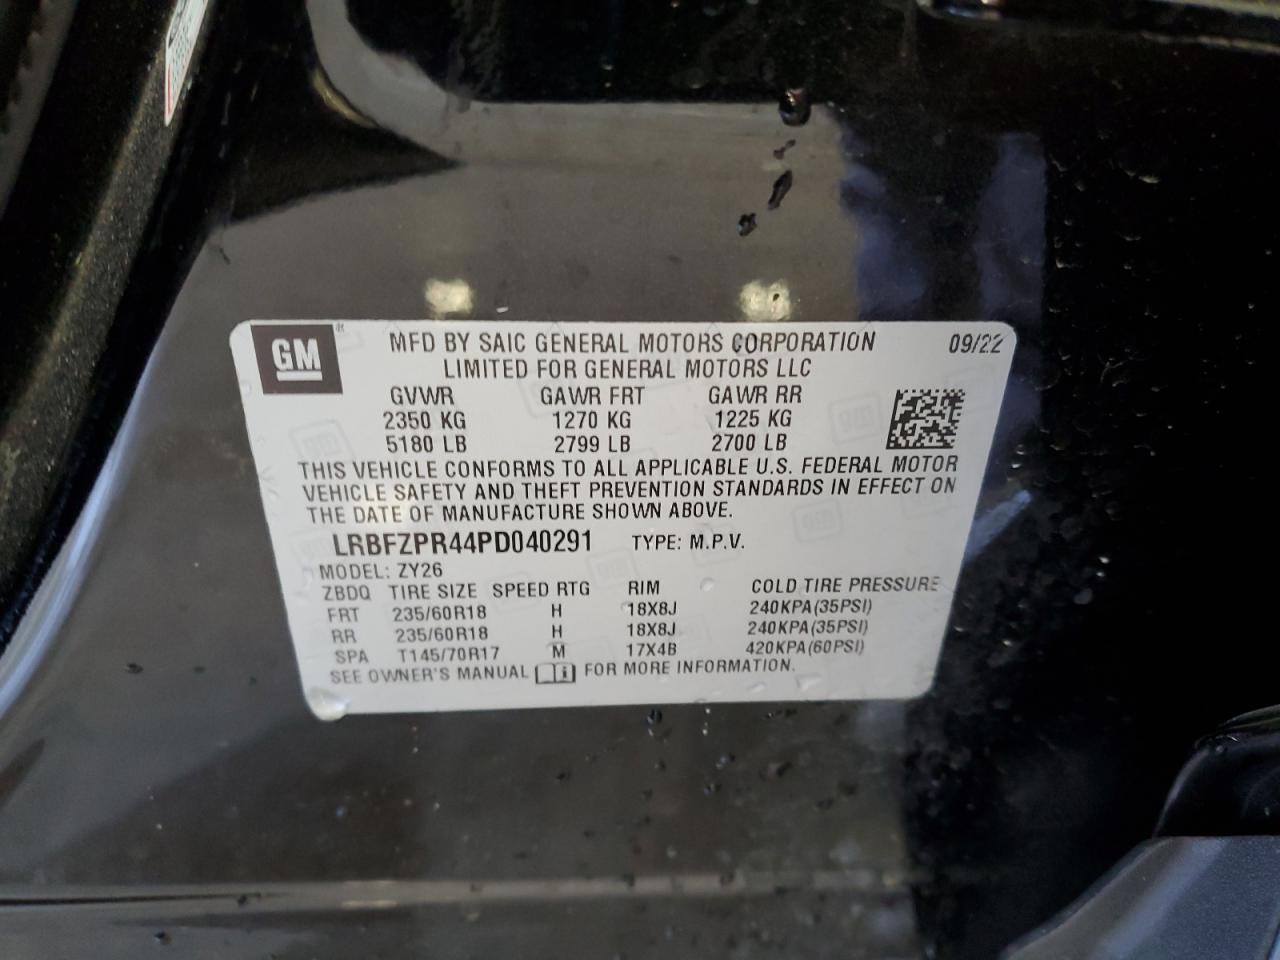 GM ®
MFD BY SAIC GENERAL MOTORS CORPORATION 09/22
LIMITED FOR GENERAL MOTORS LLC
GVWR GAWR FRT GAWR RR
2350 KG 1270 KG 1225 KG
5180 LB 2799 LB 2700 LB
THIS VEHICLE CONFORMS TO ALL APPLICABLE U.S. FEDERAL MOTOR
VEHICLE SAFETY AND THEFT PREVENTION STANDARDS IN EFFECT ON
THE DATE OF MANUFACTURE SHOWN ABOVE.
LRBFZPR44PD040291 TYPE: M.P.V.
MODEL: ZY26
ZBDQ TIRE SIZE SPEED RTG RIM COLD TIRE PRESSURE
FRT 235/60R18 H 18X8J 240KPA(35PSI)
RR 235/60R18 H 18X8J 240KPA(35PSI)
SPA T145/70R17 M 17X4B 420KPA(60PSI)
SEE OWNER'S MANUAL FOR MORE INFORMATION.